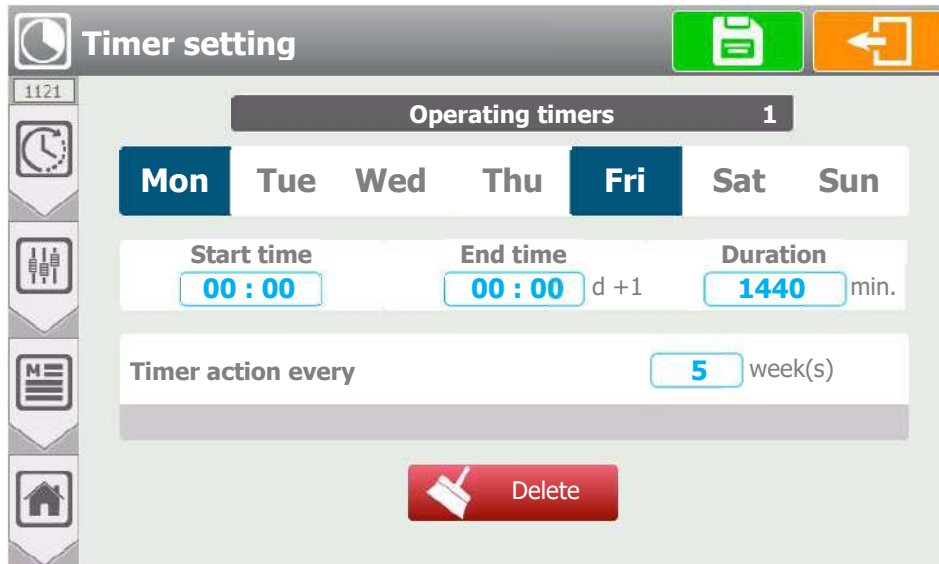 Timer setting
1121
Operating timers 1
Mon Tue Wed Thu Fri Sat Sun
Start time End time Duration
00 : 00 00 : 00 d +1 1440 min.
Timer action every 5 week(s)
M
Delete